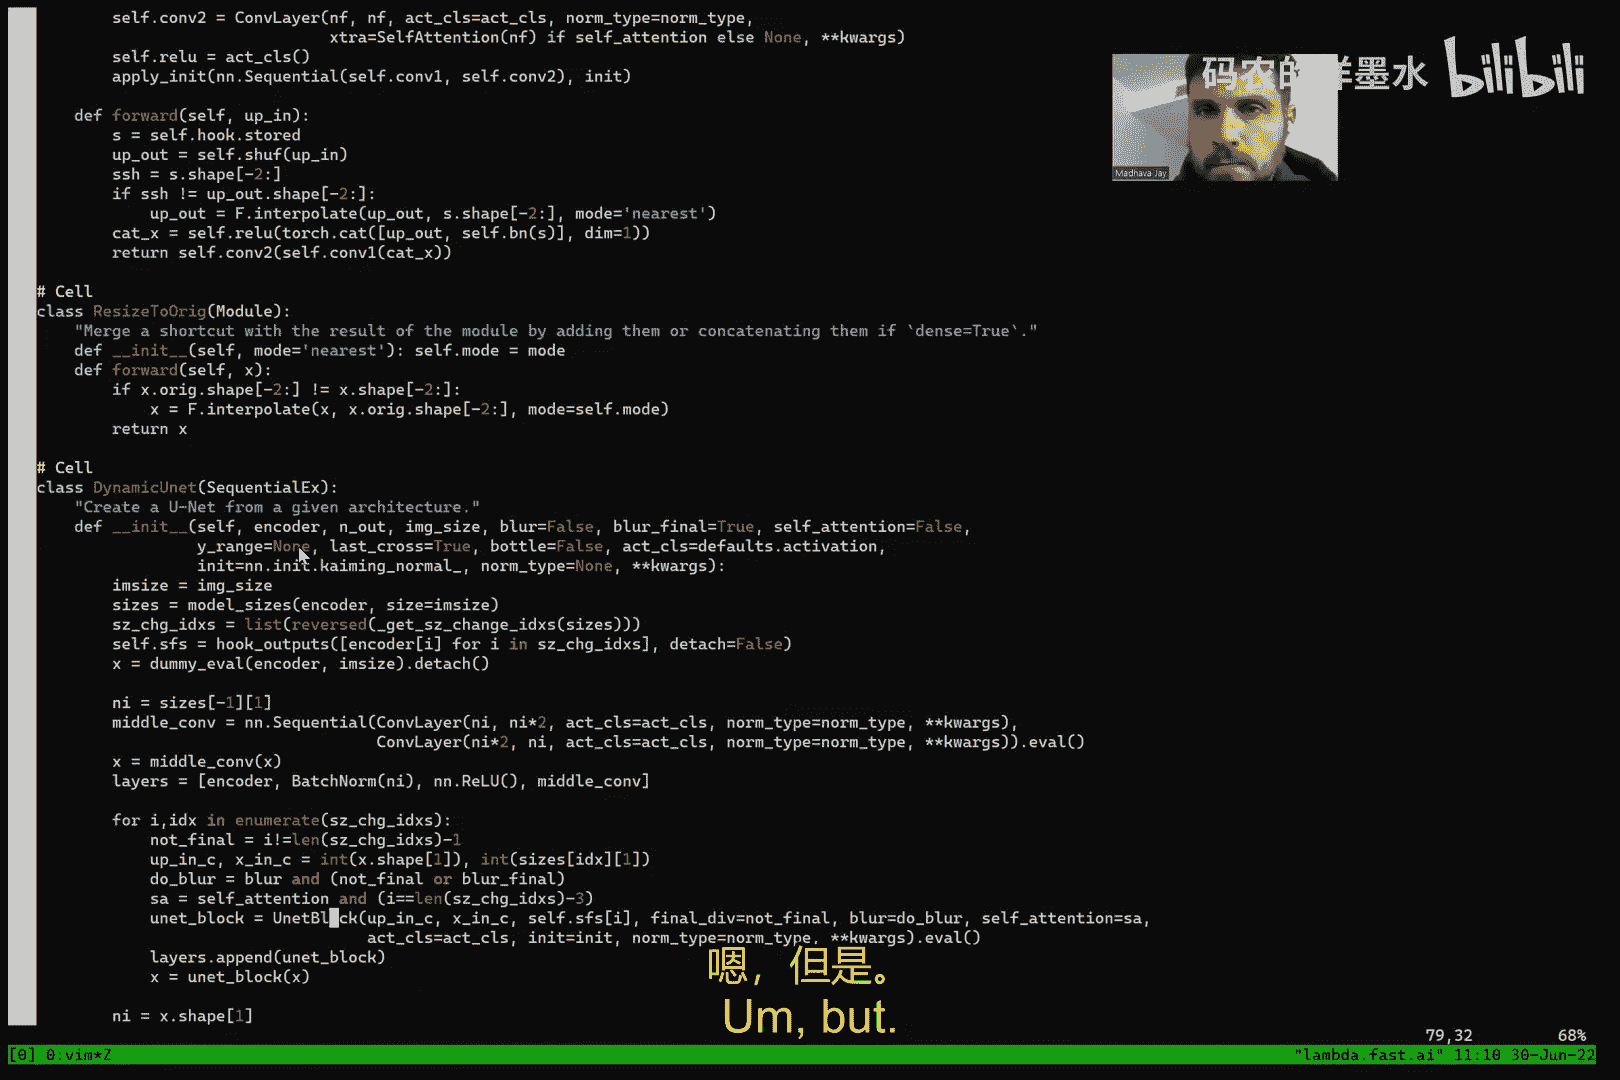 self.conv2 = ConvLayer(nf, nf, act_cls=act_cls, norm_type=norm_type,
                               xtra=SelfAttention(nf) if self_attention else None, **kwargs)
        self.relu = act_cls()
        apply_init(nn.Sequential(self.conv1, self.conv2), init)
码农的 洋墨水 bilibili
    def forward(self, up_in):
        s = self.hook.stored
        up_out = self.shuf(up_in)
        ssh = s.shape[-2:]
Madhava Jay
        if ssh != up_out.shape[-2:]:
            up_out = F.interpolate(up_out, s.shape[-2:], mode='nearest')
        cat_x = self.relu(torch.cat([up_out, self.bn(s)], dim=1))
        return self.conv2(self.conv1(cat_x))
# Cell
class ResizeToOrig(Module):
    "Merge a shortcut with the result of the module by adding them or concatenating them if `dense=True`."
    def __init__(self, mode='nearest'): self.mode = mode
    def forward(self, x):
        if x.orig.shape[-2:] != x.shape[-2:]:
            x = F.interpolate(x, x.orig.shape[-2:], mode=self.mode)
        return x
# Cell
class DynamicUnet(SequentialEx):
    "Create a U-Net from a given architecture."
    def __init__(self, encoder, n_out, img_size, blur=False, blur_final=True, self_attention=False,
                 y_range=None, last_cross=True, bottle=False, act_cls=defaults.activation,
                 init=nn.init.kaiming_normal_, norm_type=None, **kwargs):
        imsize = img_size
        sizes = model_sizes(encoder, size=imsize)
        sz_chg_idxs = list(reversed(_get_sz_change_idxs(sizes)))
        self.sfs = hook_outputs([encoder[i] for i in sz_chg_idxs], detach=False)
        x = dummy_eval(encoder, imsize).detach()
        ni = sizes[-1][1]
        middle_conv = nn.Sequential(ConvLayer(ni, ni*2, act_cls=act_cls, norm_type=norm_type, **kwargs),
                                    ConvLayer(ni*2, ni, act_cls=act_cls, norm_type=norm_type, **kwargs)).eval()
        x = middle_conv(x)
        layers = [encoder, BatchNorm(ni), nn.ReLU(), middle_conv]
        for i,idx in enumerate(sz_chg_idxs):
            not_final = i!=len(sz_chg_idxs)-1
            up_in_c, x_in_c = int(x.shape[1]), int(sizes[idx][1])
            do_blur = blur and (not_final or blur_final)
            sa = self_attention and (i==len(sz_chg_idxs)-3)
            unet_block = UnetBlock(up_in_c, x_in_c, self.sfs[i], final_div=not_final, blur=do_blur, self_attention=sa,
                                   act_cls=act_cls, init=init, norm_type=norm_type, **kwargs).eval()
            layers.append(unet_block)
            x = unet_block(x)
嗯，但是。
Um, but.
        ni = x.shape[1]
79,32 68%
[0] 0:vim*Z "lambda.fast.ai" 11:10 30-Jun-22